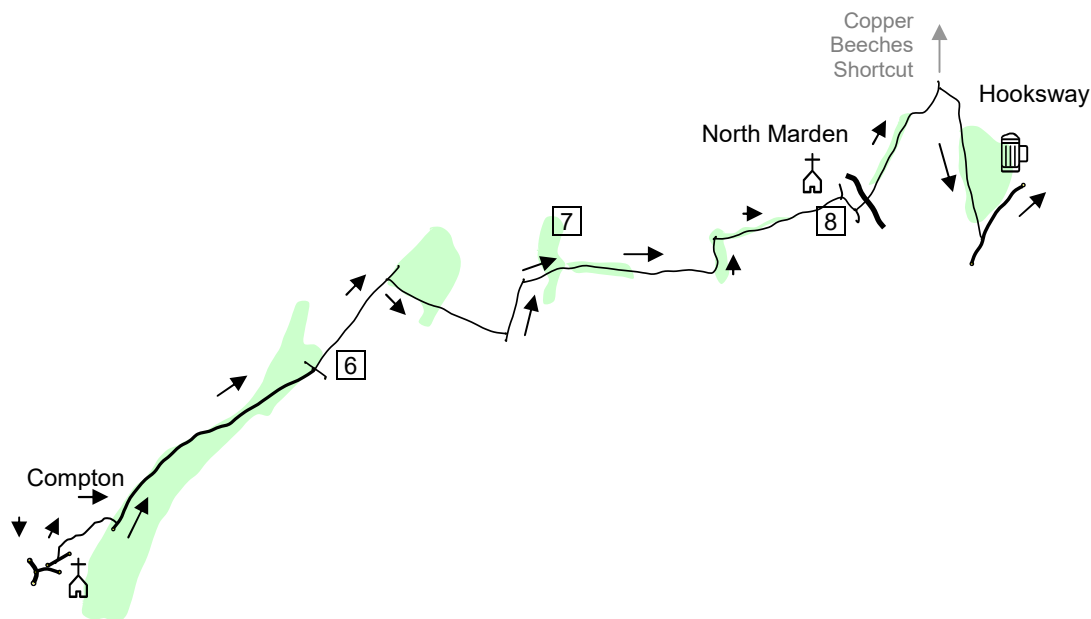 Copper
Beeches
Shortcut
Hooksway
North Marden
7
8
6
Compton